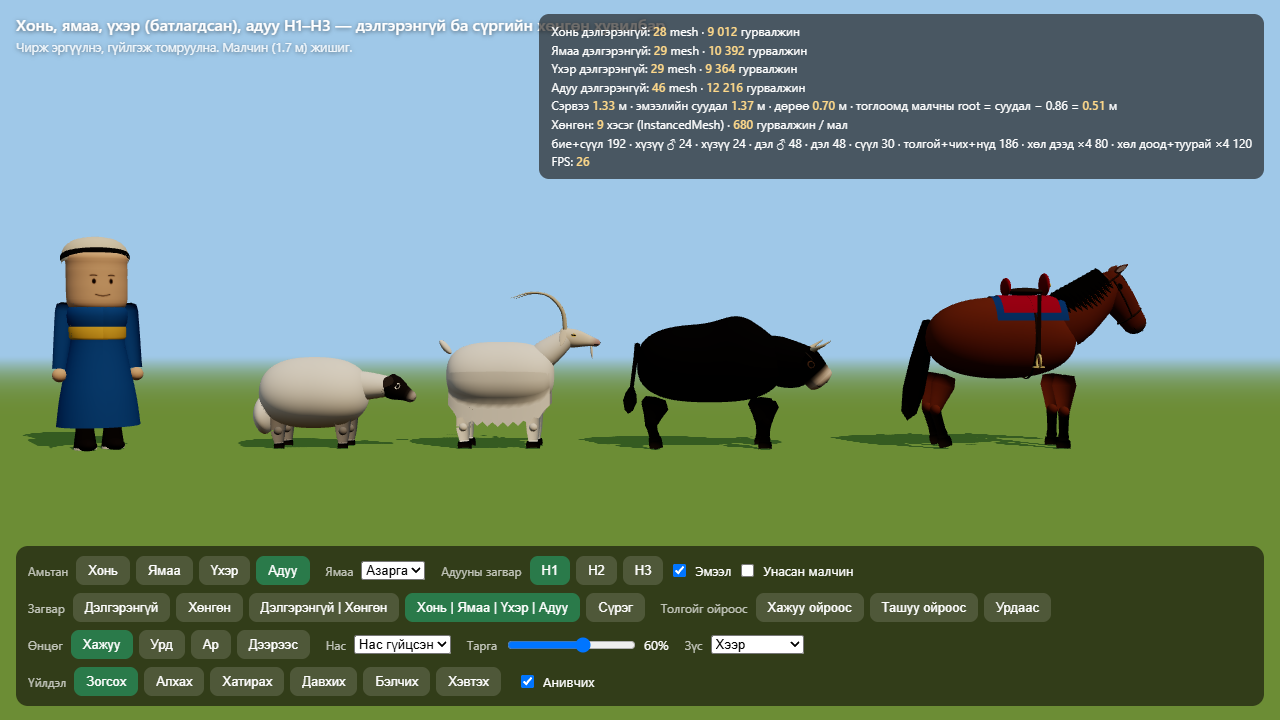 Хонь, ямаа, үхэр (батлагдсан), адуу H1–H3 — дэлгэрэнгүй ба сүргийн хөнгөн хувилбар
Чирж эргүүлнэ, гүйлгэж томруулна. Малчин (1.7 м) жишиг.
Хонь дэлгэрэнгүй: 28 mesh · 9 012 гурвалжин
Ямаа дэлгэрэнгүй: 29 mesh · 10 392 гурвалжин
Үхэр дэлгэрэнгүй: 29 mesh · 9 364 гурвалжин
Адуу дэлгэрэнгүй: 46 mesh · 12 216 гурвалжин
Сэрвээ 1.33 м · эмээлийн суудал 1.37 м · дөрөө 0.70 м · тоглоомд малчны root = суудал − 0.86 = 0.51 м
Хөнгөн: 9 хэсэг (InstancedMesh) · 680 гурвалжин / мал
бие+сүүл 192 · хүзүү ♂ 24 · хүзүү 24 · дэл ♂ 48 · дэл 48 · сүүл 30 · толгой+чих+нүд 186 · хөл дээд ×4 80 · хөл доод+туурай ×4 120
FPS: 26
Амьтан Хонь Ямаа Үхэр Адуу Ямаа Азарга Адууны загвар H1 H2 H3 Эмээл Унасан малчин
Загвар Дэлгэрэнгүй Хөнгөн Дэлгэрэнгүй | Хөнгөн Хонь | Ямаа | Үхэр | Адуу Сүрэг Толгойг ойроос Хажуу ойроос Ташуу ойроос Урдаас
Өнцөг Хажуу Урд Ар Дээрээс Нас Нас гүйцсэн Тарга 60% Зүс Хээр
Үйлдэл Зогсох Алхах Хатирах Давхих Бэлчих Хэвтэх Анивчих